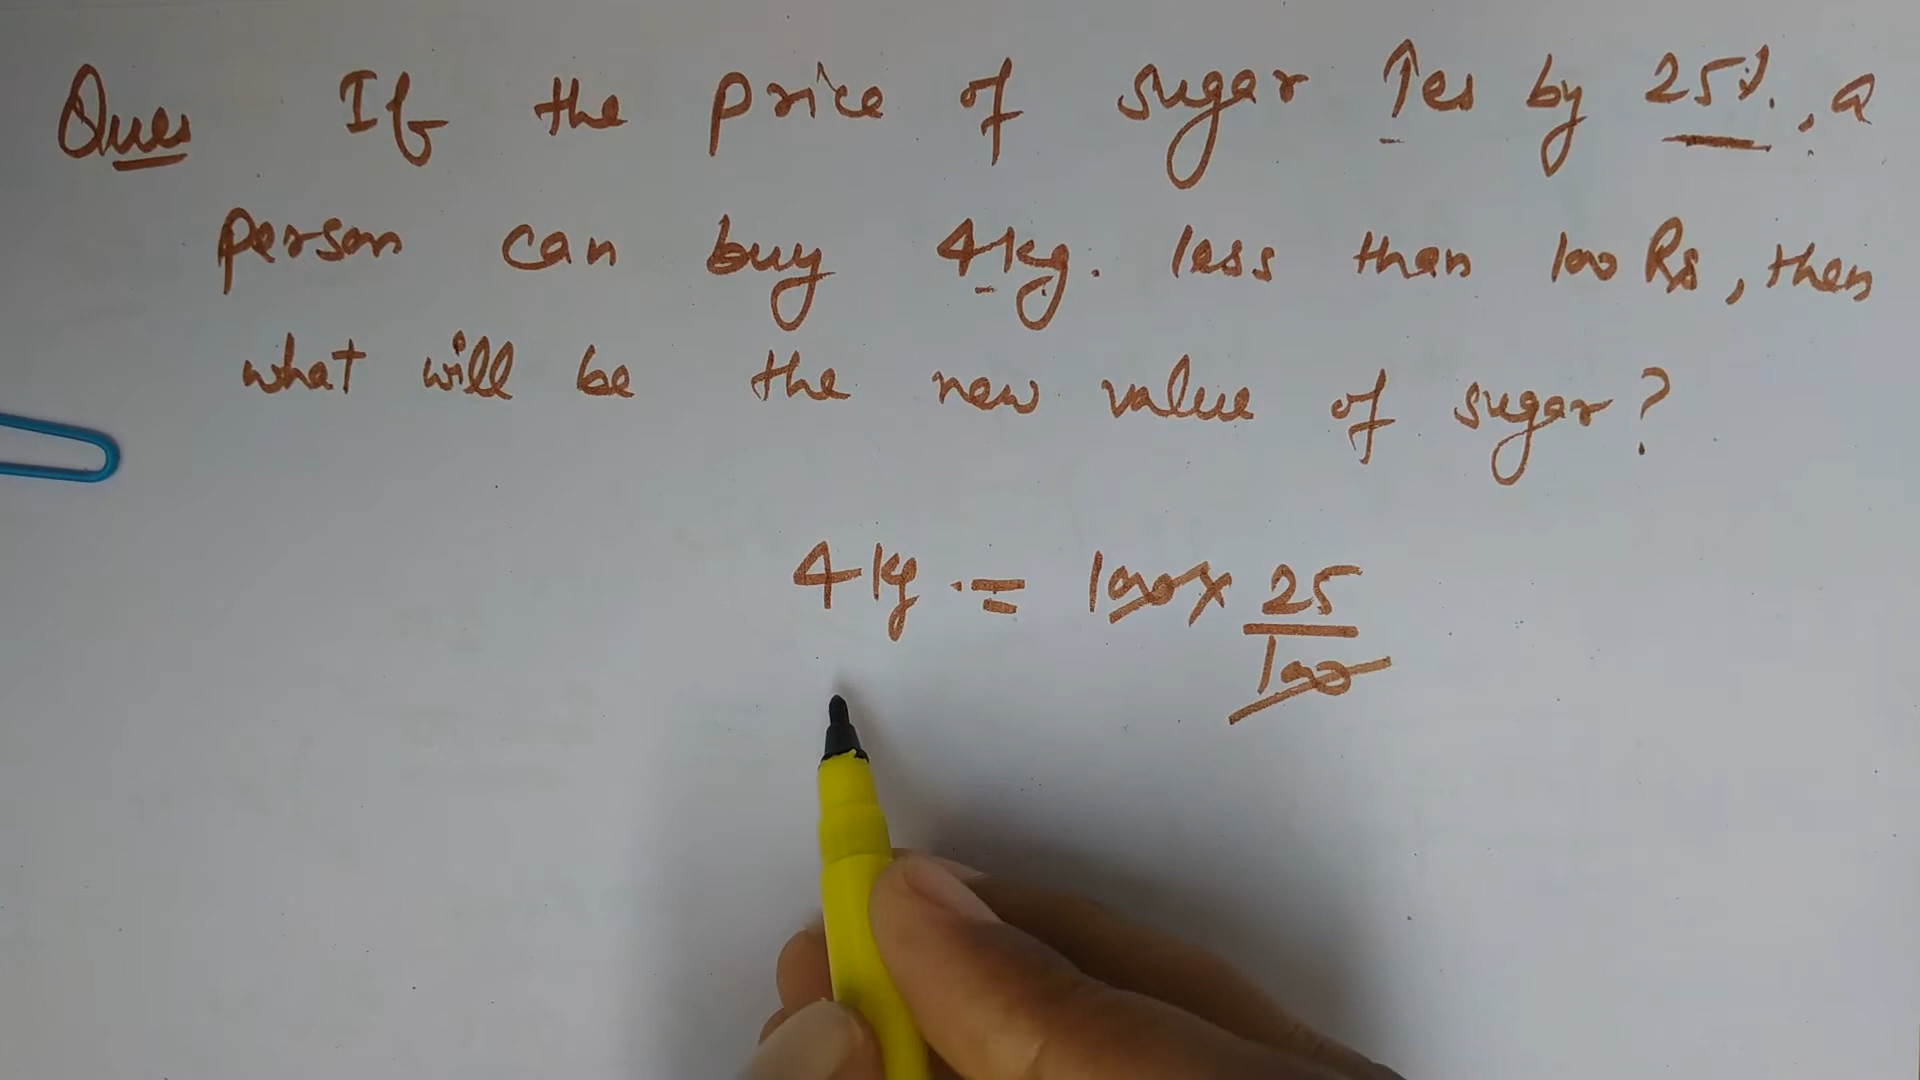 Ques If the price of sugar ↑es by 25%, a
person can buy 4kg. less than 100 Rs, then
what will be the new value of sugar?
4kg. = 100 x 25
100